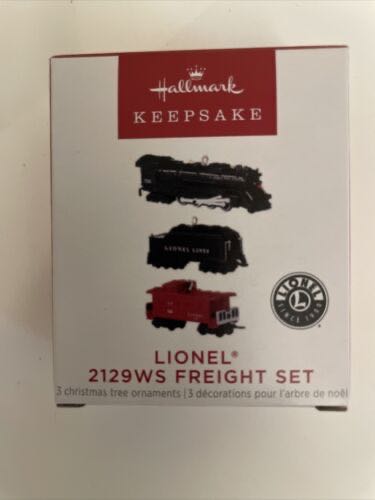 Hallmark
KEEPSAKE
LIONEL LINES
LIONEL
SINCE 1900
LIONEL®
2129WS FREIGHT SET
3 christmas tree ornaments | 3 décorations pour l'arbre de noël